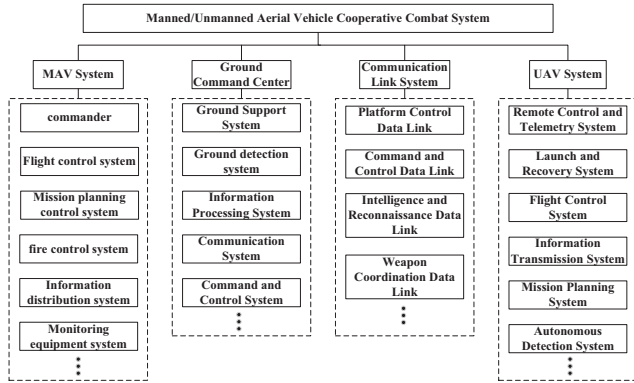 Manned/Unmanned Aerial Vehicle Cooperative Combat System
MAV System
commander
Flight control system
Mission planning
control system
fire control system
Information
distribution system
Monitoring
equipment system
Ground
Command Center
Ground Support
System
Ground detection
system
Information
Processing System
Communication
System
Command and
Control System
Communication
Link System
Platform Control
Data Link
Command and
Control Data Link
Intelligence and
Reconnaissance Data
Link
Weapon
Coordination Data
Link
UAV System
Remote Control and
Telemetry System
Launch and
Recovery System
Flight Control
System
Information
Transmission System
Mission Planning
System
Autonomous
Detection System